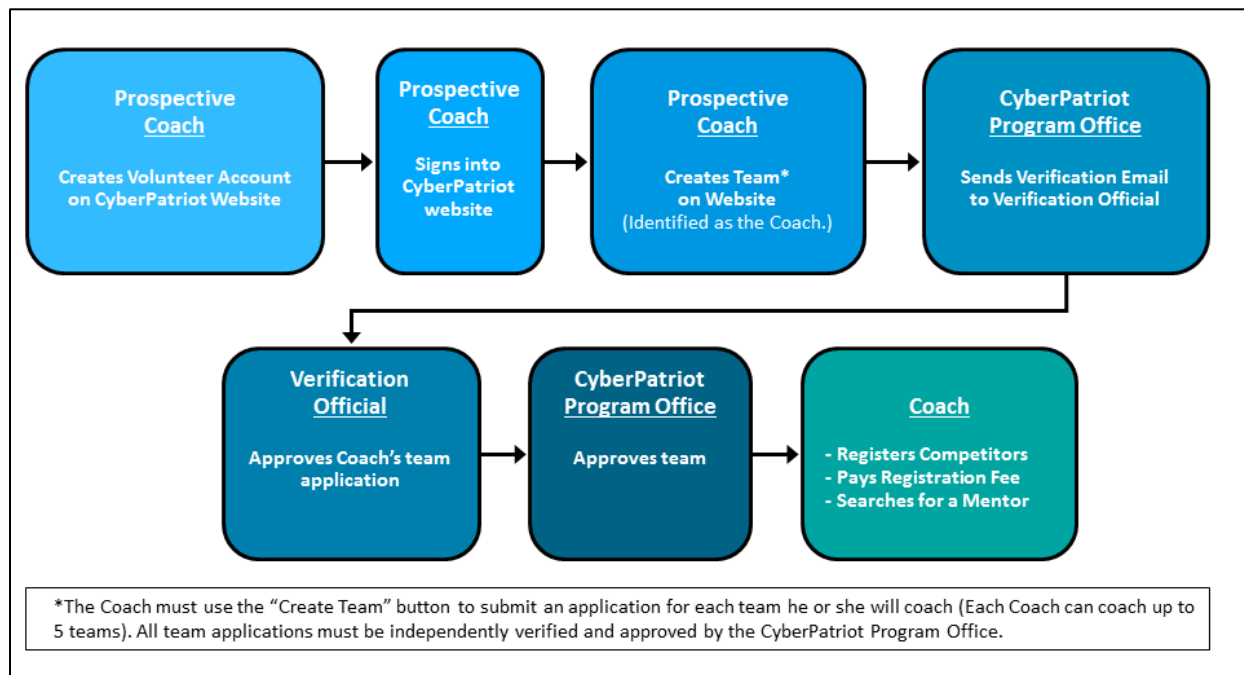 Prospective
Coach
Creates Volunteer Account
on CyberPatriot Website
Prospective
Coach
Signs into
CyberPatriot
website
Prospective
Coach
Creates Team*
on Website
(Identified as the Coach.)
CyberPatriot
Program Office
Sends Verification Email
to Verification Official
Verification
Official
Approves Coach’s team
application
CyberPatriot
Program Office
Approves team
Coach
- Registers Competitors
- Pays Registration Fee
- Searches for a Mentor
*The Coach must use the “Create Team” button to submit an application for each team he or she will coach (Each Coach can coach up to
5 teams). All team applications must be independently verified and approved by the CyberPatriot Program Office.